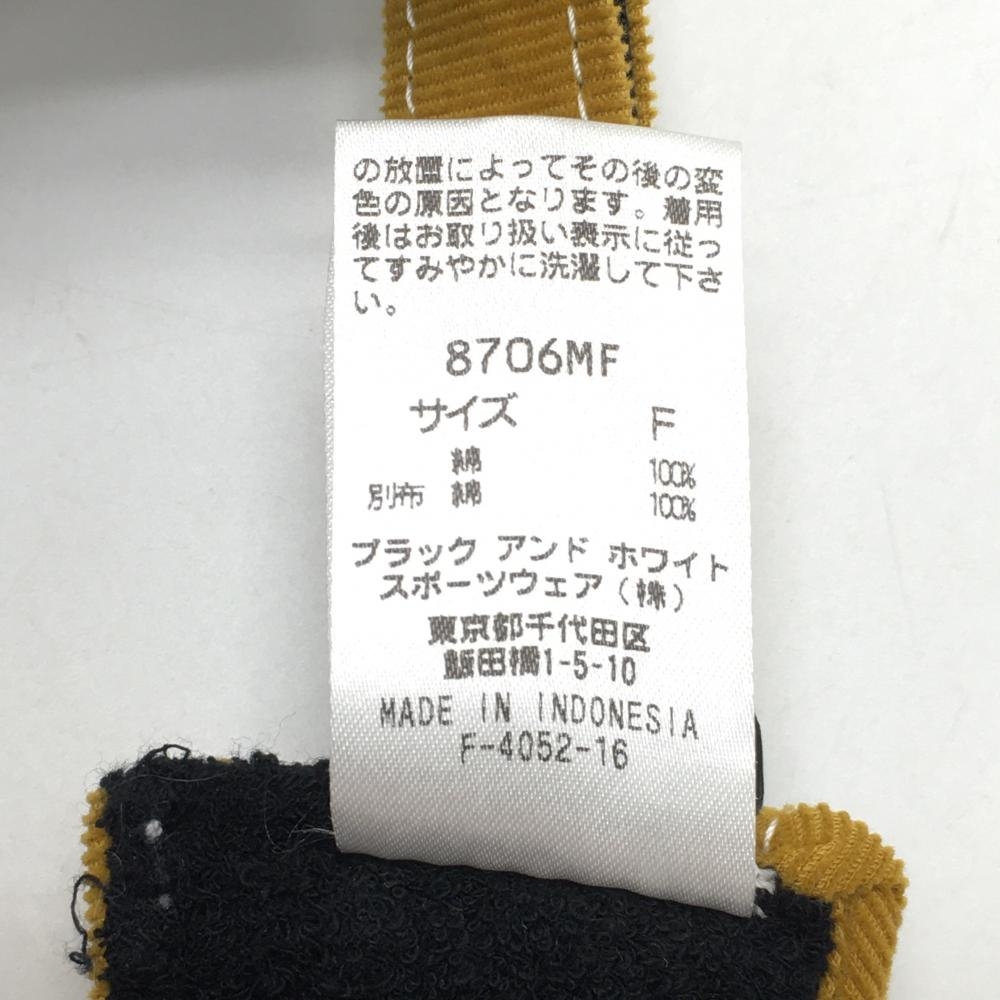 の放置によってその後の変
色の原因となります。着用
後はお取り扱い表示に従っ
てすみやかに洗濯して下さ
い。
8706MF
サイズ F
綿 100%
別布 綿 100%
ブラック アンド ホワイト
スポーツウェア(株)
東京都千代田区
飯田橋1-5-10
MADE IN INDONESIA
F-4052-16